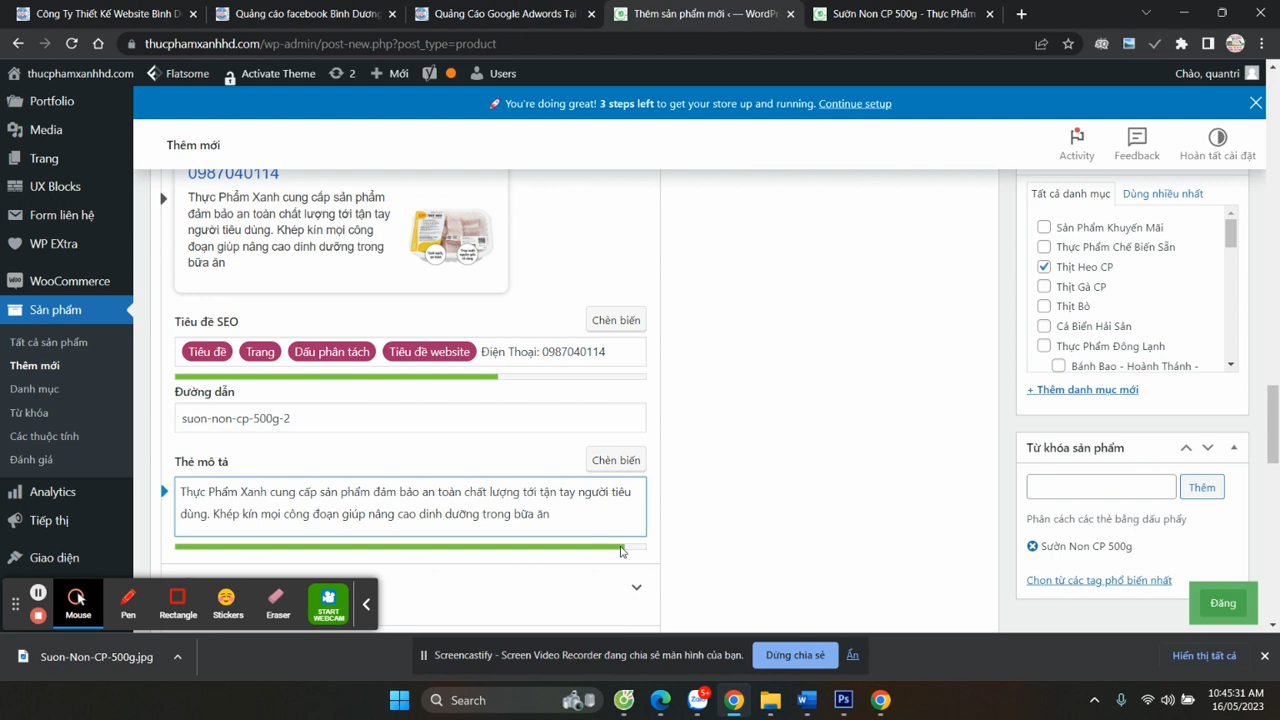 Công Ty Thiết Kế Website Bình D
Quảng cáo facebook Bình Dương
Quảng Cáo Google Adwords Tại
Thêm sản phẩm mới ‹ — WordPr
Sườn Non CP 500g - Thực Phẩm
thucphamxanhhd.com/wp-admin/post-new.php?post_type=product
thucphamxanhhd.com
Flatsome
Activate Theme
2
Mới
Users
Chào, quantri
🚀 You're doing great! 3 steps left to get your store up and running. Continue setup
Portfolio
Media
Trang
UX Blocks
Form liên hệ
WP EXtra
WooCommerce
Sản phẩm
Tất cả sản phẩm
Thêm mới
Danh mục
Từ khóa
Các thuộc tính
Đánh giá
Analytics
Tiếp thị
Giao diện
Thêm mới
Activity
Feedback
Hoàn tất cài đặt
0987040114
Thực Phẩm Xanh cung cấp sản phẩm
đảm bảo an toàn chất lượng tới tận tay
người tiêu dùng. Khép kín mọi công
đoạn giúp nâng cao dinh dưỡng trong
bữa ăn
Tiêu đề SEO
Chèn biến
Tiêu đề Trang Dấu phân tách Tiêu đề website Điện Thoại: 0987040114
Đường dẫn
suon-non-cp-500g-2
Thẻ mô tả
Chèn biến
Thực Phẩm Xanh cung cấp sản phẩm đảm bảo an toàn chất lượng tới tận tay người tiêu
dùng. Khép kín mọi công đoạn giúp nâng cao dinh dưỡng trong bữa ăn
Tất cả danh mục
Dùng nhiều nhất
Sản Phẩm Khuyến Mãi
Thực Phẩm Chế Biến Sẵn
Thịt Heo CP
Thịt Gà CP
Thịt Bò
Cá Biển Hải Sản
Thực Phẩm Đông Lạnh
Bánh Bao - Hoành Thánh -
+ Thêm danh mục mới
Từ khóa sản phẩm
Thêm
Phân cách các thẻ bằng dấu phẩy
Sườn Non CP 500g
Chọn từ các tag phổ biến nhất
Đăng
Mouse
Pen
Rectangle
Stickers
Eraser
START
WEBCAM
Suon-Non-CP-500g.jpg
Screencastify - Screen Video Recorder đang chia sẻ màn hình của bạn.
Dừng chia sẻ
Ẩn
Hiển thị tất cả
Search
5+
10:45:31 AM
16/05/2023